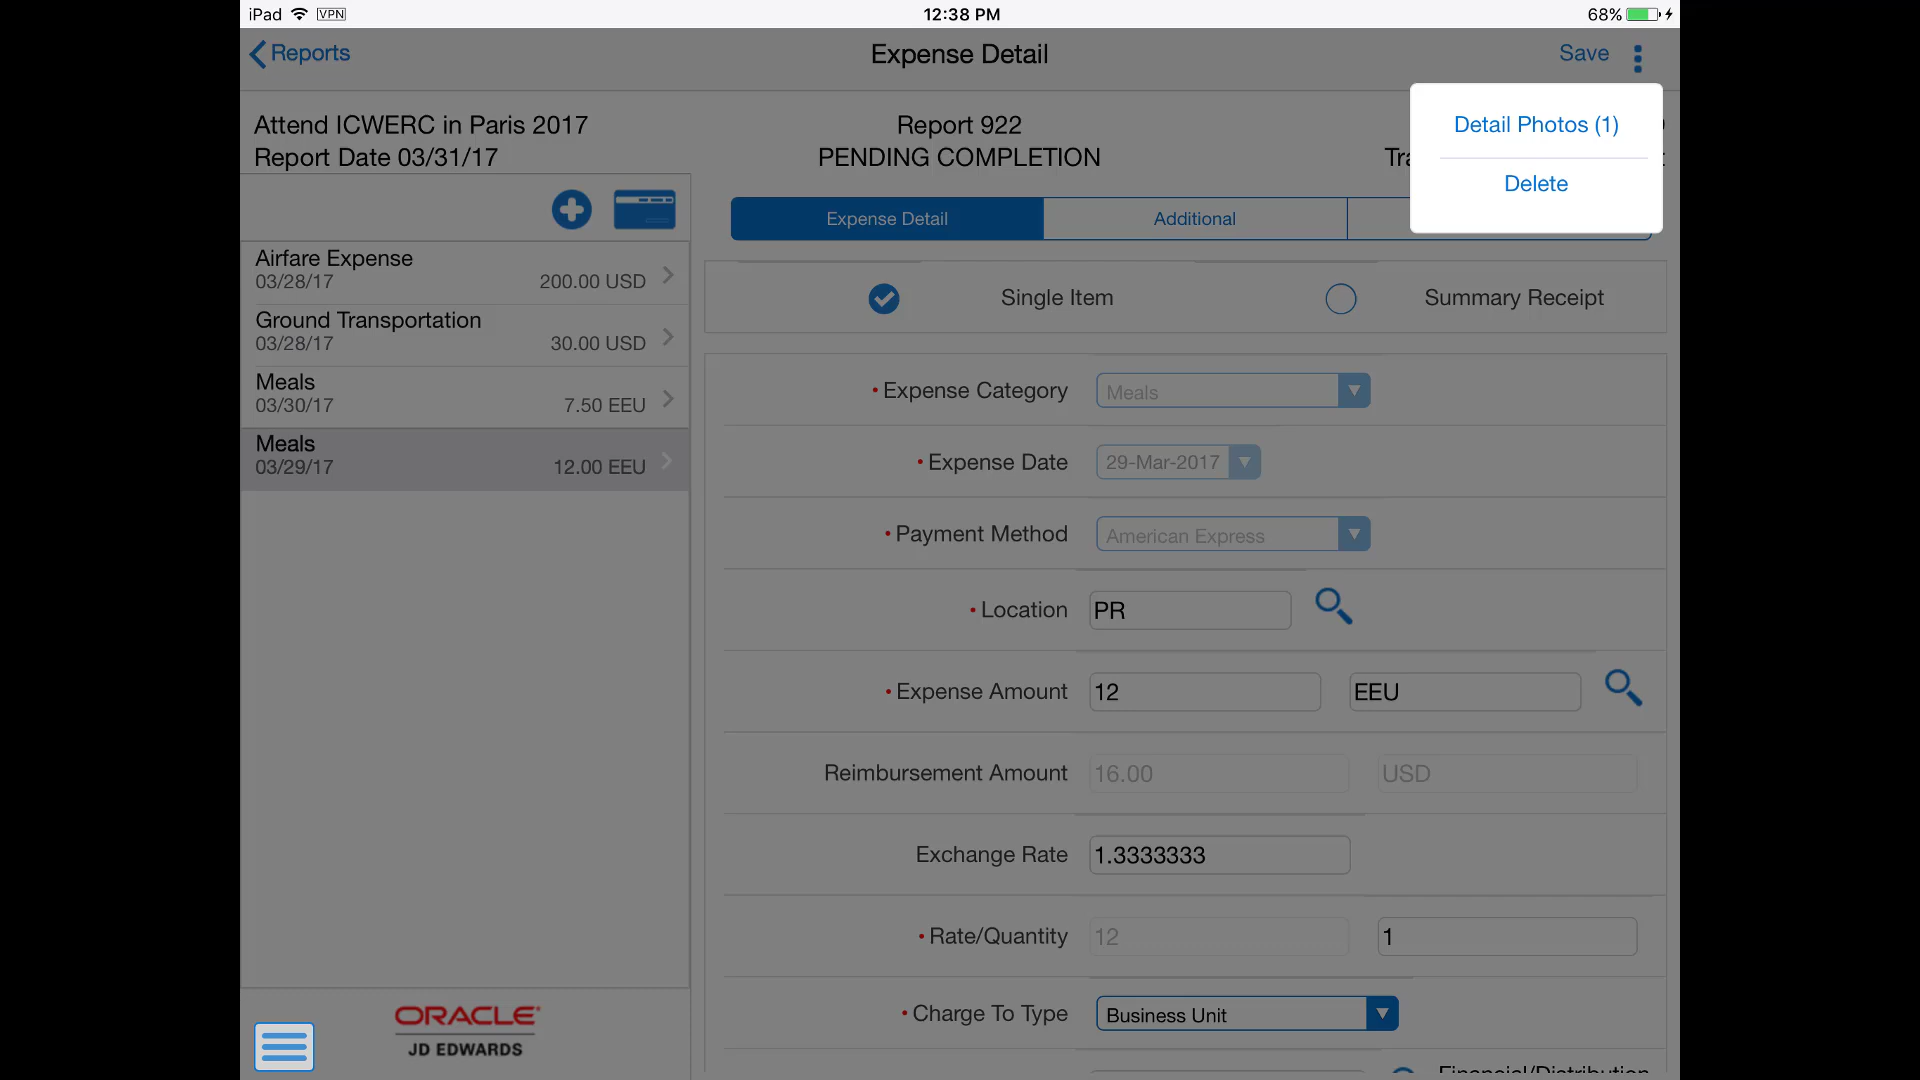 iPad VPN 12:38 PM 68%
Reports Expense Detail Save
Attend ICWERC in Paris 2017 Report 922
Report Date 03/31/17 PENDING COMPLETION
Detail Photos (1)
Delete
Expense Detail Additional
Airfare Expense
03/28/17 200.00 USD
Ground Transportation
03/28/17 30.00 USD
Meals
03/30/17 7.50 EEU
Meals
03/29/17 12.00 EEU
Single Item Summary Receipt
• Expense Category Meals
• Expense Date 29-Mar-2017
• Payment Method American Express
• Location PR
• Expense Amount 12 EEU
Reimbursement Amount 16.00 USD
Exchange Rate 1.3333333
• Rate/Quantity 12 1
• Charge To Type Business Unit
Financial/Distribution
ORACLE
JD EDWARDS